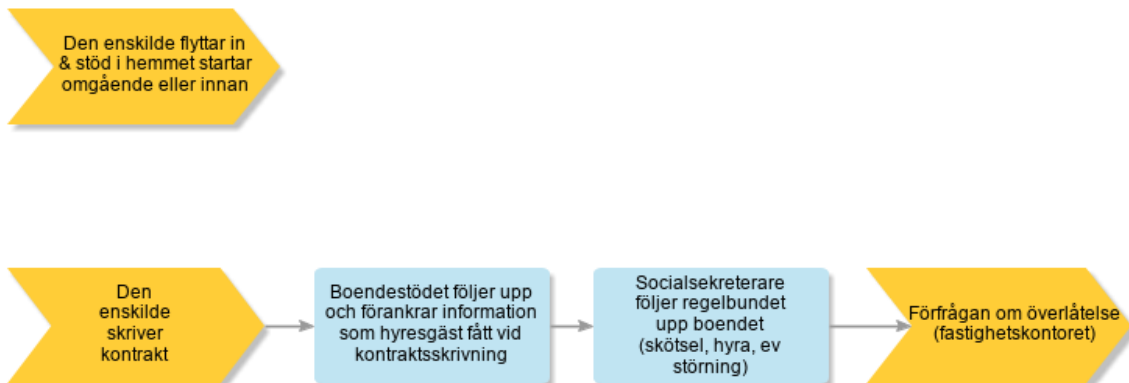 Den enskilde flyttar in
& stöd i hemmet startar
omgående eller innan
Den
enskilde
skriver
kontrakt
Boendestödet följer upp
och förankrar information
som hyresgäst fått vid
kontraktsskrivning
Socialsekreterare
följer regelbundet
upp boendet
(skötsel, hyra, ev
störning)
Förfrågan om överlåtelse
(fastighetskontoret)